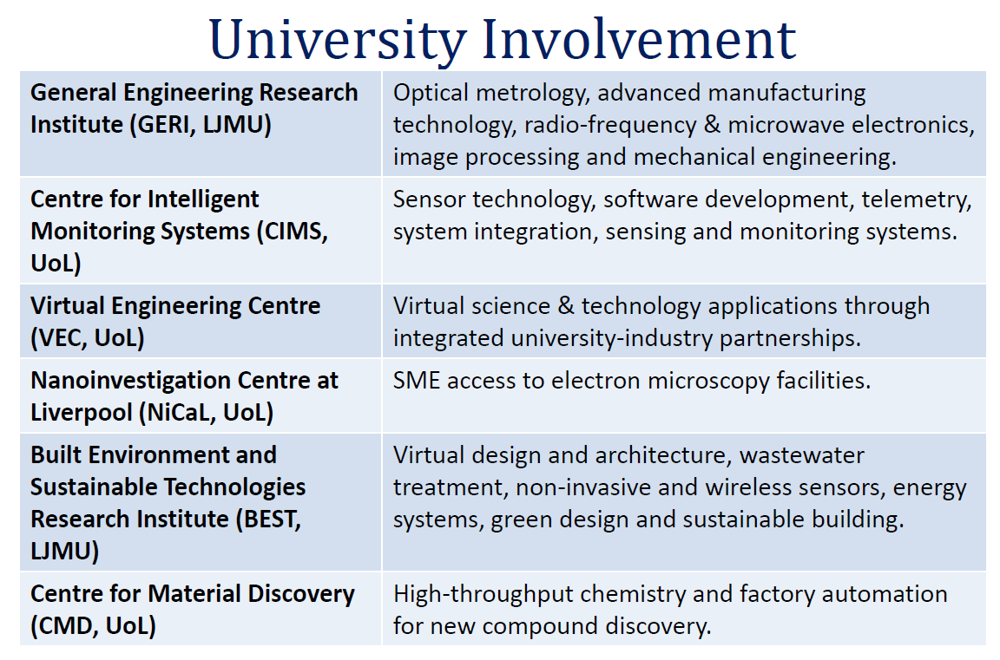 University Involvement
General Engineering Research
Institute (GERI, LJMU)
Optical metrology, advanced manufacturing
technology, radio-frequency & microwave electronics,
image processing and mechanical engineering.
Centre for Intelligent
Monitoring Systems (CIMS,
UoL)
Sensor technology, software development, telemetry,
system integration, sensing and monitoring systems.
Virtual Engineering Centre
(VEC, UoL)
Virtual science & technology applications through
integrated university-industry partnerships.
Nanoinvestigation Centre at
Liverpool (NiCaL, UoL)
SME access to electron microscopy facilities.
Built Environment and
Sustainable Technologies
Research Institute (BEST,
LJMU)
Virtual design and architecture, wastewater
treatment, non-invasive and wireless sensors, energy
systems, green design and sustainable building.
Centre for Material Discovery
(CMD, UoL)
High-throughput chemistry and factory automation
for new compound discovery.